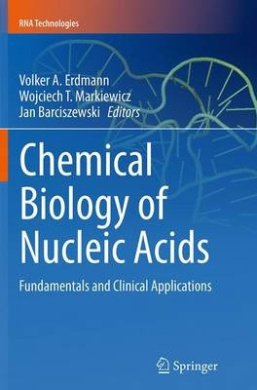 RNA Technologies
Volker A. Erdmann
Wojciech T. Markiewicz
Jan Barciszewski Editors
Chemical
Biology of
Nucleic Acids
Fundamentals and Clinical Applications
Springer